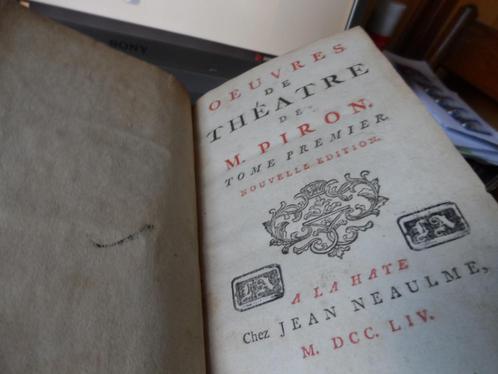 SONY
OEUVRES
DE
THÉATRE
DE
M. PIRON.
TOME PREMIER.
NOUVELLE EDITION.
A LA HAYE
Chez JEAN NEAULME,
M. DCC. LIV.